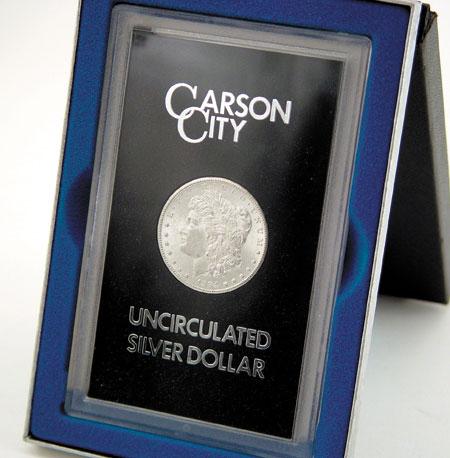 CARSON
CITY
UNCIRCULATED
SILVER DOLLAR